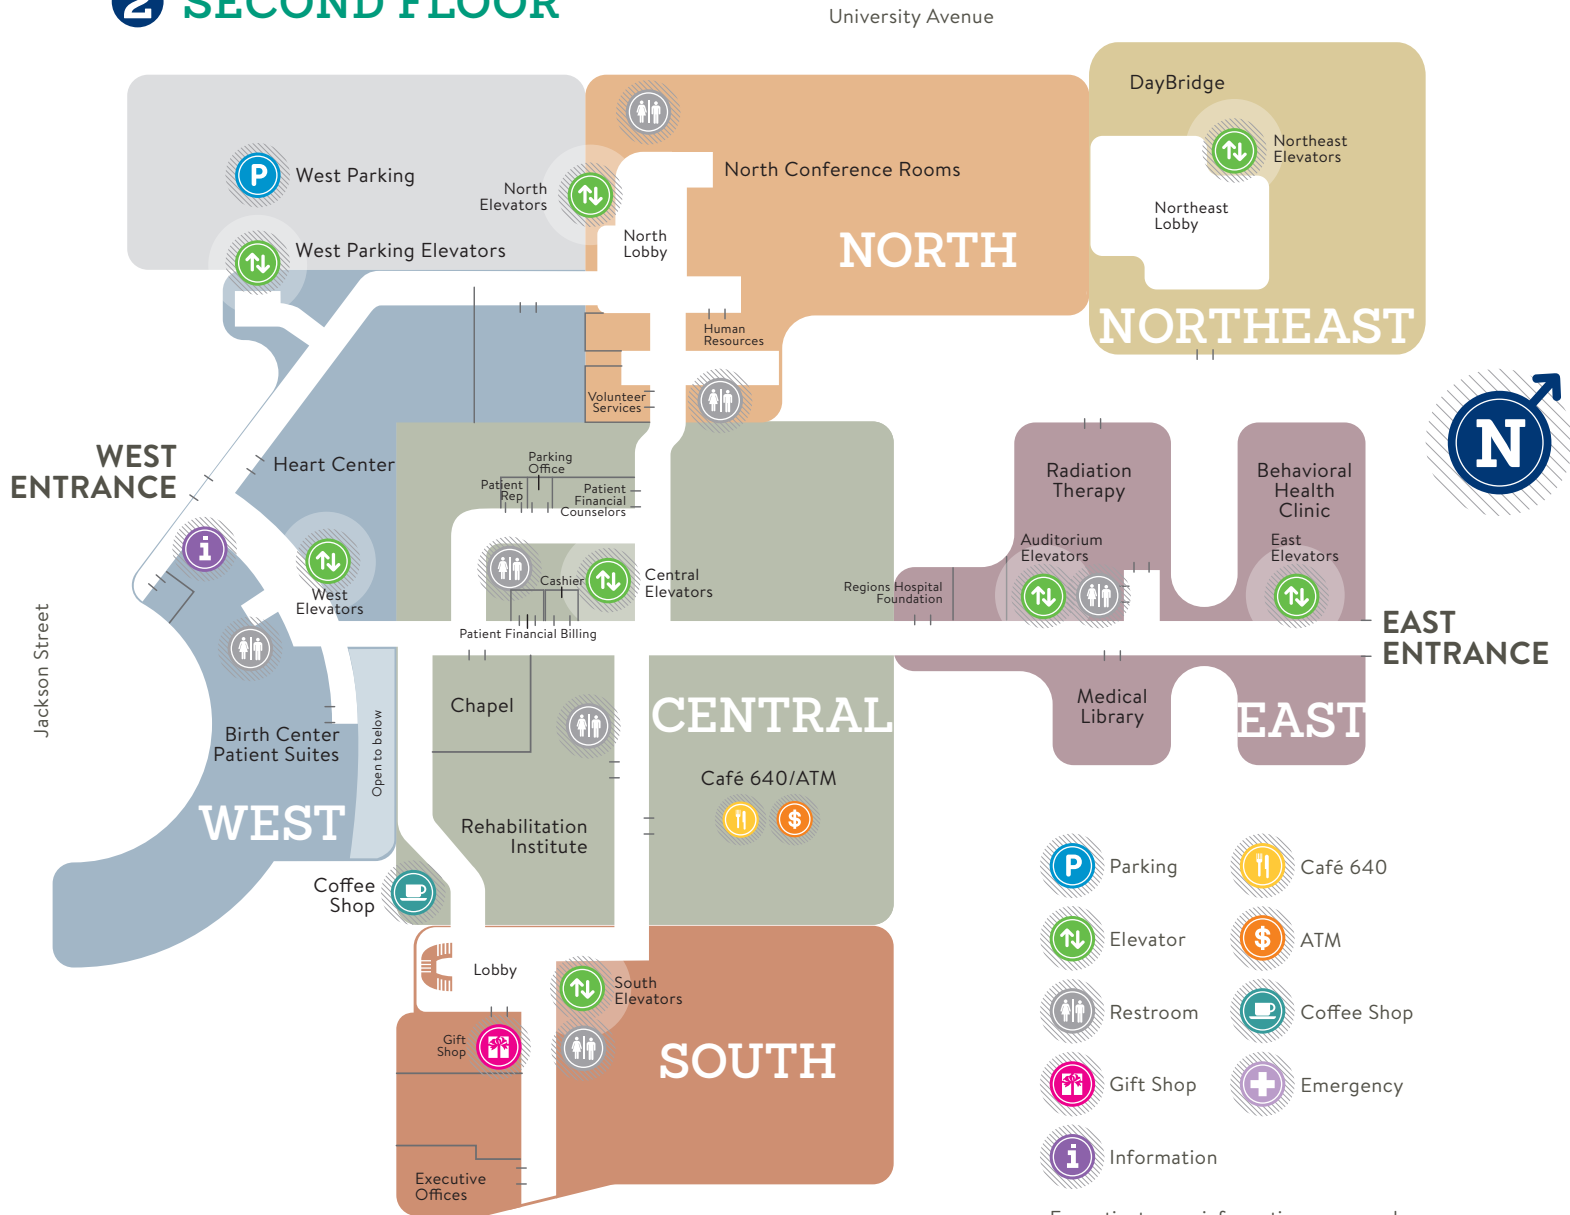 2 SECOND FLOOR
University Avenue
DayBridge
Northeast
Elevators
P
West Parking
North
Elevators
North Conference Rooms
Northeast
Lobby
West Parking Elevators
North
Lobby
NORTH
NORTHEAST
Human
Resources
Volunteer
Services
N
WEST
ENTRANCE
Heart Center
Parking
Office
Patient
Rep
Patient
Financial
Counselors
Radiation
Therapy
Behavioral
Health
Clinic
i
West
Elevators
Cashier
Central
Elevators
Patient Financial Billing
Regions Hospital
Foundation
Auditorium
Elevators
East
Elevators
EAST
ENTRANCE
Jackson Street
Chapel
CENTRAL
Medical
Library
EAST
Birth Center
Patient Suites
Open to below
WEST
Café 640/ATM
$
Rehabilitation
Institute
Coffee
Shop
Lobby
South
Elevators
Gift
Shop
SOUTH
Executive
Offices
P Parking
Café 640
Elevator
$ ATM
Restroom
Coffee Shop
Gift Shop
Emergency
i Information